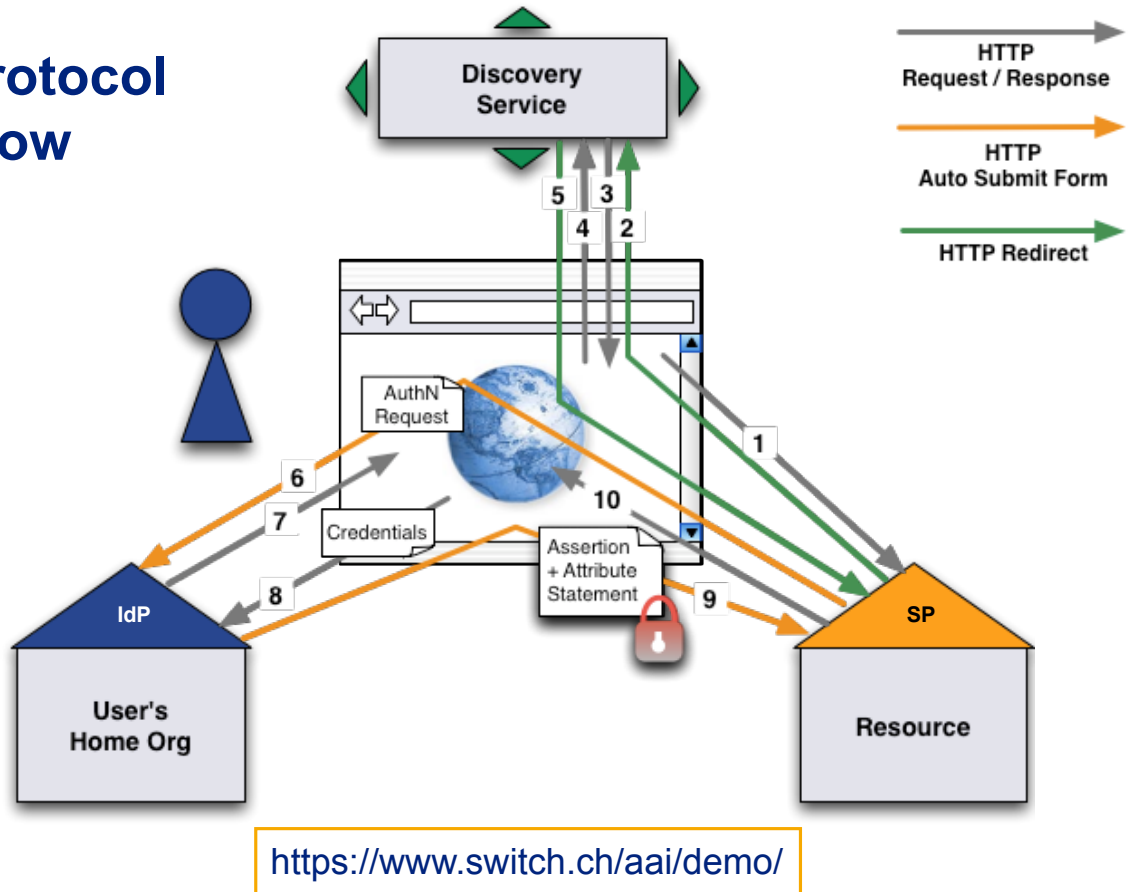 rotocol
ow
Discovery
Service
HTTP
Request / Response
HTTP
Auto Submit Form
HTTP Redirect
5
3
4
2
AuthN
Request
1
6
10
7
Credentials
Assertion
+ Attribute
Statement
8
9
IdP
SP
User's
Home Org
Resource
https://www.switch.ch/aai/demo/